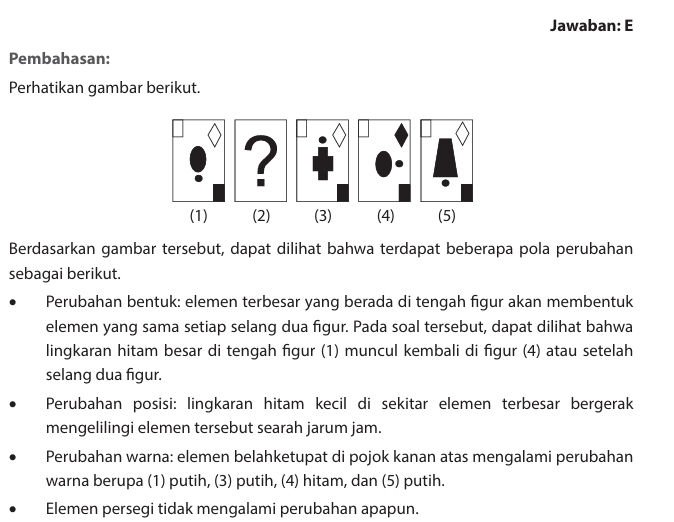 Jawaban: E
Pembahasan:
Perhatikan gambar berikut.
?
(1) (2) (3) (4) (5)
Berdasarkan gambar tersebut, dapat dilihat bahwa terdapat beberapa pola perubahan
sebagai berikut.
• Perubahan bentuk: elemen terbesar yang berada di tengah figur akan membentuk
elemen yang sama setiap selang dua figur. Pada soal tersebut, dapat dilihat bahwa
lingkaran hitam besar di tengah figur (1) muncul kembali di figur (4) atau setelah
selang dua figur.
• Perubahan posisi: lingkaran hitam kecil di sekitar elemen terbesar bergerak
mengelilingi elemen tersebut searah jarum jam.
• Perubahan warna: elemen belahketupat di pojok kanan atas mengalami perubahan
warna berupa (1) putih, (3) putih, (4) hitam, dan (5) putih.
• Elemen persegi tidak mengalami perubahan apapun.